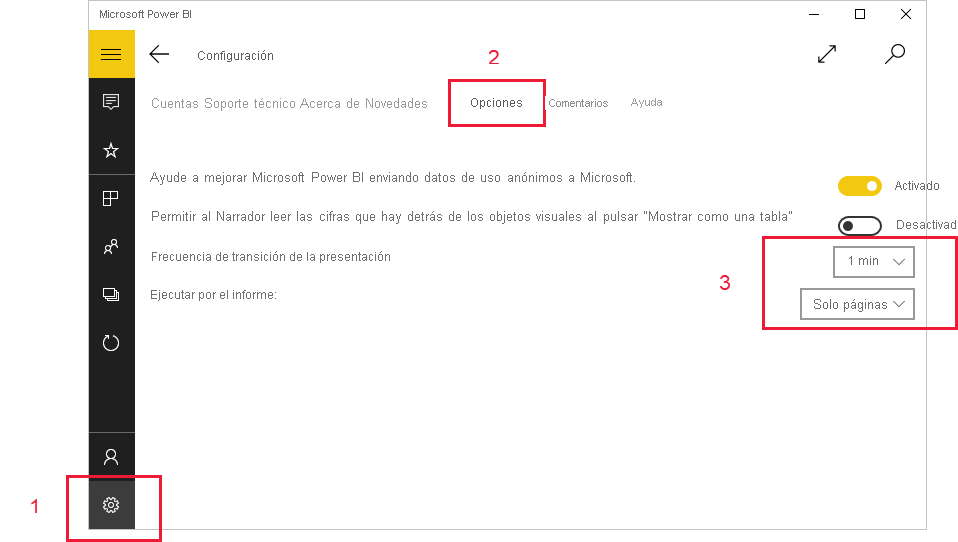 Microsoft Power BI
Configuración
2
Cuentas Soporte técnico Acerca de Novedades Opciones Comentarios Ayuda
Ayude a mejorar Microsoft Power BI enviando datos de uso anónimos a Microsoft. Activado
Permitir al Narrador leer las cifras que hay detrás de los objetos visuales al pulsar "Mostrar como una tabla" Desactivad
Frecuencia de transición de la presentación 1 min
3
Ejecutar por el informe: Solo páginas
1